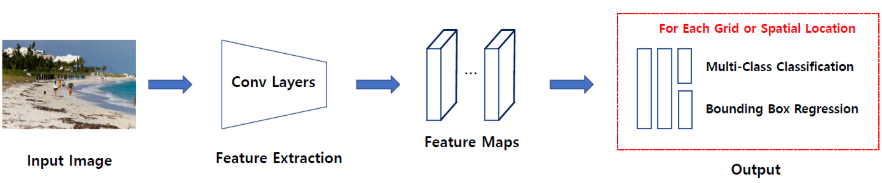 For Each Grid or Spatial Location
Conv Layers
...
Multi-Class Classification
Bounding Box Regression
Input Image
Feature Extraction
Feature Maps
Output